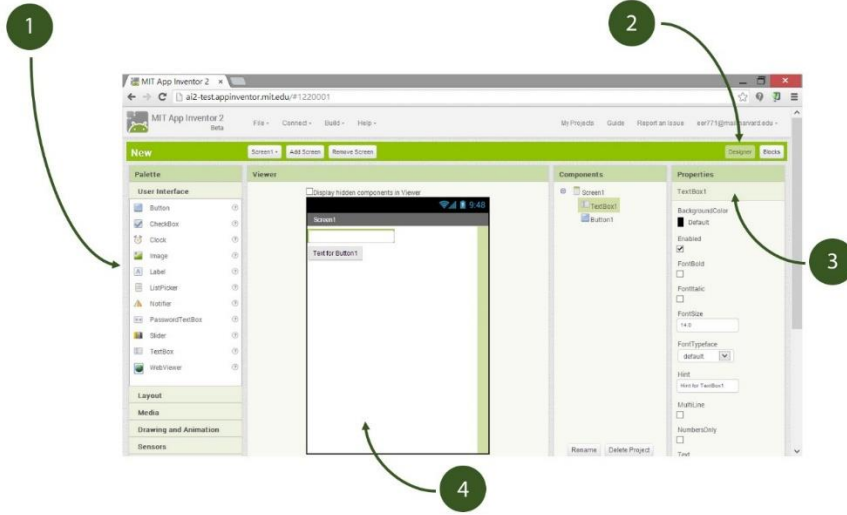 1
2
MIT App Inventor 2
ai2-test.appinventor.mit.edu/#1220001
MIT App Inventor 2
Beta
File
Connect
Build
Help
My Projects
Guide
Report an Issue
New
Screen1
Add Screen
Remove Screen
Designer
Blocks
Palette
Viewer
Components
Properties
User Interface
Display hidden components in Viewer
Screen1
TextBox1
Button
9:48
TextBox1
BackgroundColor
CheckBox
Screen1
Button1
Default
Clock
Enabled
Image
Text for Button1
3
Label
FontBold
ListPicker
FontItalic
Notifier
PasswordTextBox
FontSize
Slider
14.0
TextBox
FontTypeface
WebViewer
default
Hint
Layout
Hint for TextBox1
Media
MultiLine
Drawing and Animation
NumbersOnly
Sensors
Rename
Delete Project
Text
4